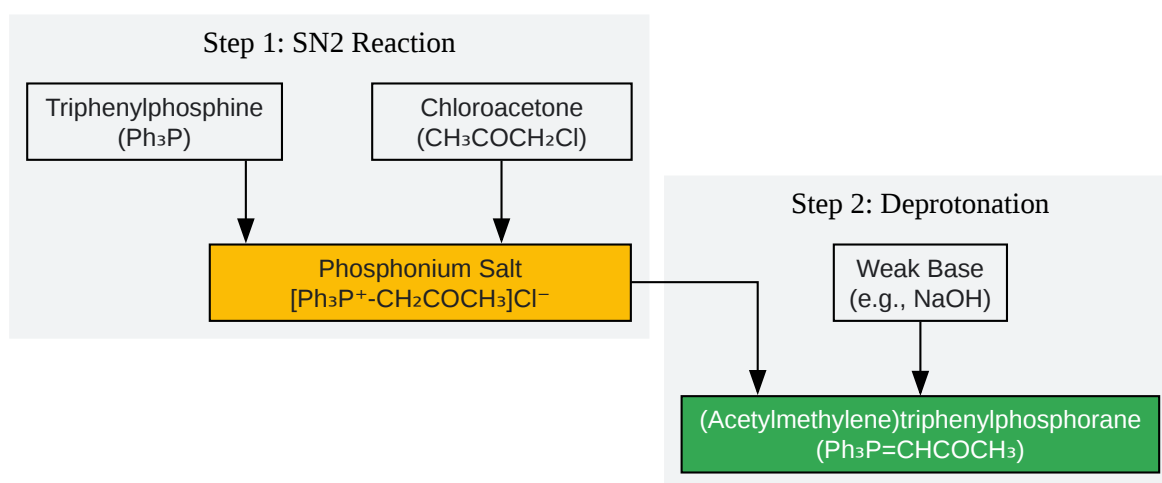 Step 1: SN2 Reaction
Triphenylphosphine
(Ph₃P)
Chloroacetone
(CH₃COCH₂Cl)
Phosphonium Salt
[Ph₃P⁺-CH₂COCH₃]Cl⁻
Step 2: Deprotonation
Weak Base
(e.g., NaOH)
(Acetylmethylene)triphenylphosphorane
(Ph₃P=CHCOCH₃)